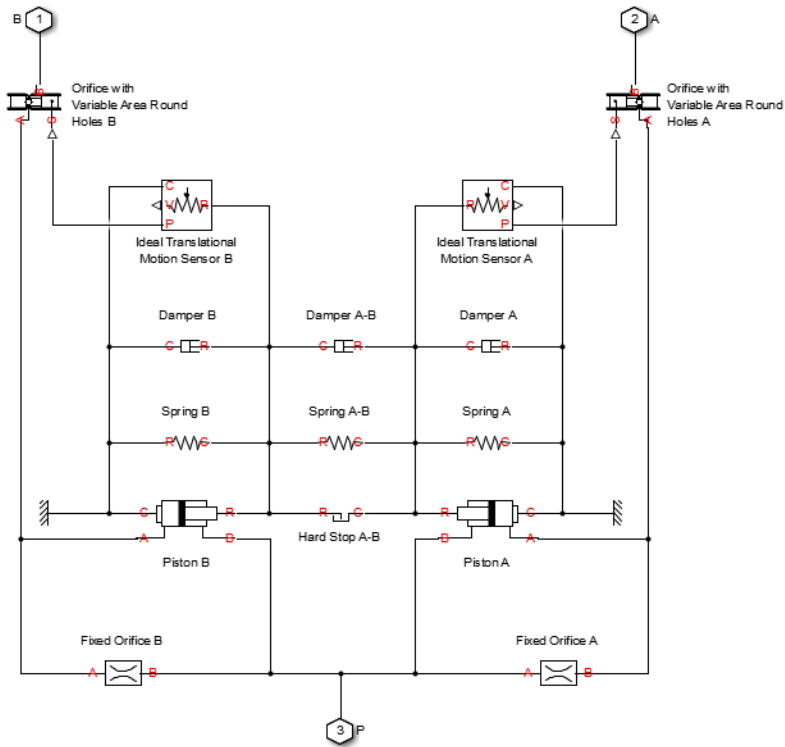 B 1
2 A
B
B
Orifice with
Variable Area Round
Holes B
Orifice with
Variable Area Round
Holes A
A
S
S
A
C
V R
P
C
R V
P
Ideal Translational
Motion Sensor B
Ideal Translational
Motion Sensor A
Damper B
Damper A-B
Damper A
C R
C R
C R
Spring B
Spring A-B
Spring A
R C
R C
R C
C R
R C
R C
Hard Stop A-B
A B
B A
Piston B
Piston A
Fixed Orifice B
Fixed Orifice A
A B
A B
3 P